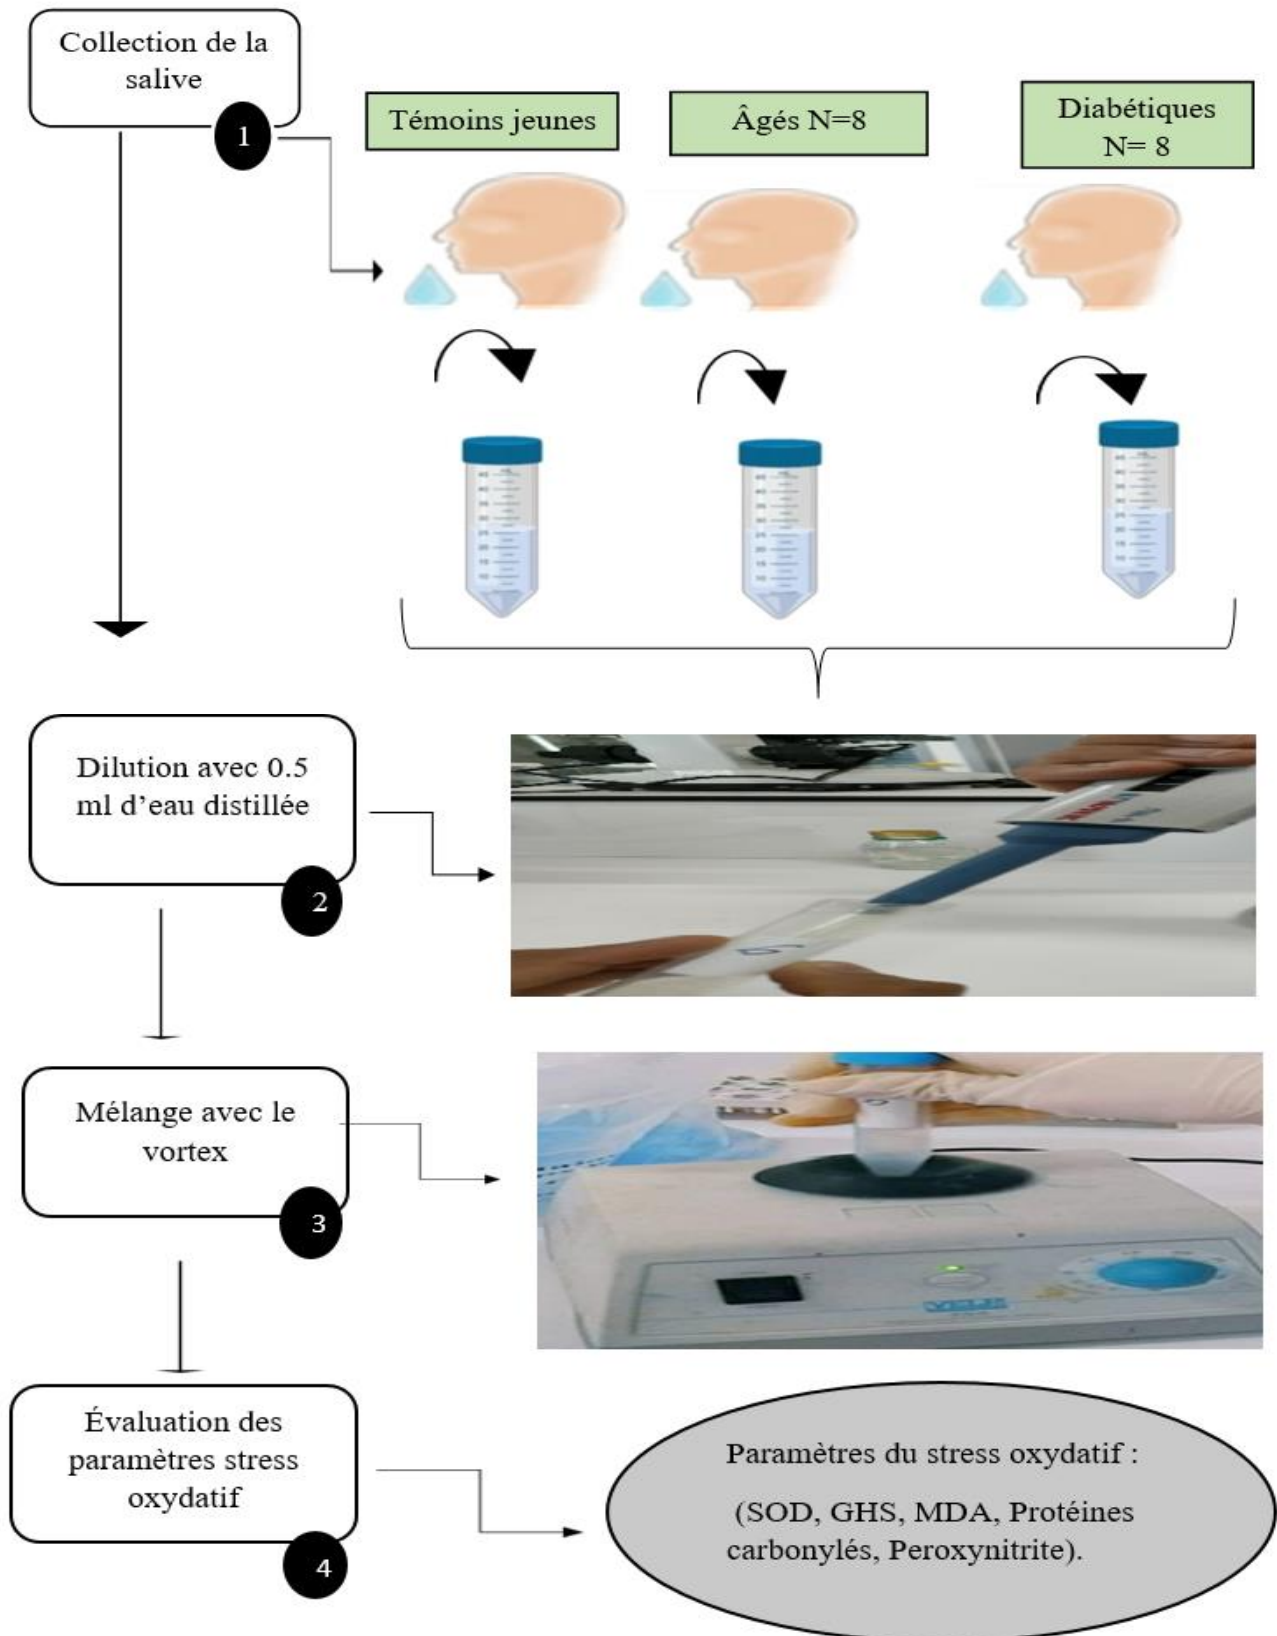 Collection de la
salive
1
Témoins jeunes
Âgés N=8
Diabétiques
N= 8
Dilution avec 0.5
ml d’eau distillée
2
Mélange avec le
vortex
3
VELP
Évaluation des
paramètres stress
oxydatif
4
Paramètres du stress oxydatif :
(SOD, GHS, MDA, Protéines
carbonylés, Peroxynitrite).